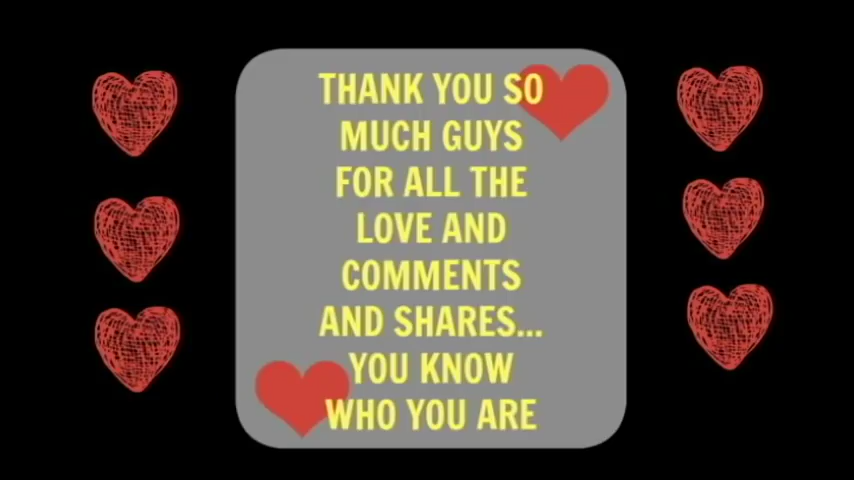 THANK YOU SO
MUCH GUYS
FOR ALL THE
LOVE AND
COMMENTS
AND SHARES...
YOU KNOW
WHO YOU ARE